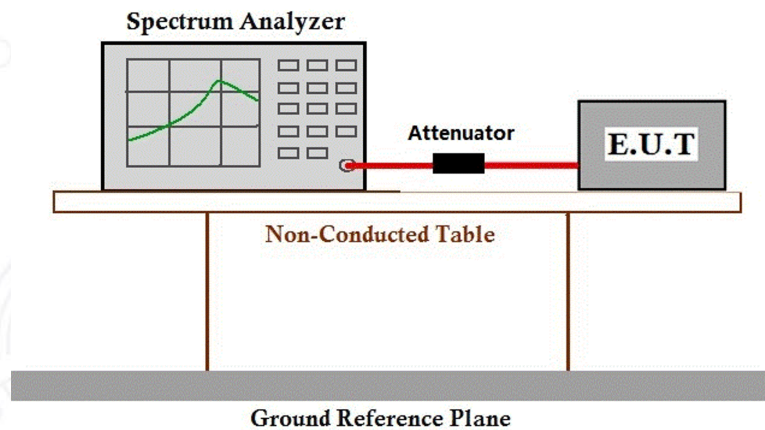 Spectrum Analyzer
Attenuator
E.U.T
Non-Conducted Table
Ground Reference Plane